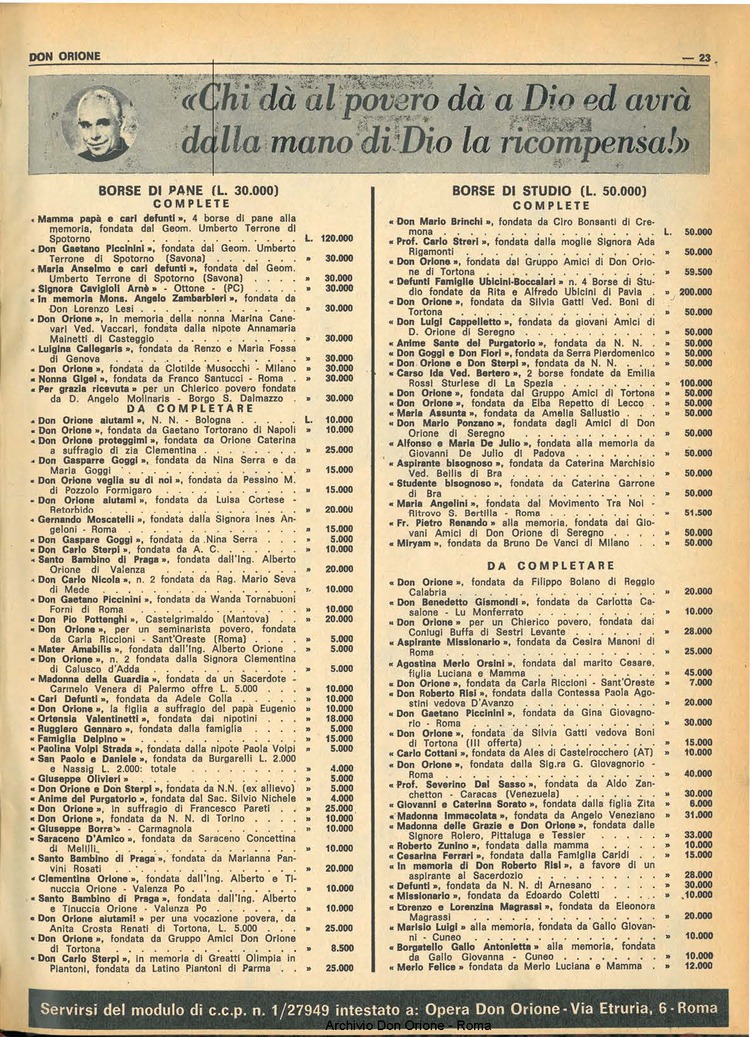 DON ORIONE
— 23
«Chi dà al povero dà a Dio ed avrà
dalla mano di Dio la ricompensa!»
BORSE DI PANE (L. 30.000)
COMPLETE
« Mamma papà e cari defunti », 4 borse di pane alla
memoria, fondata dal Geom. Umberto Terrone di
Spotorno . . . . . . . . . . L. 120.000
« Don Gaetano Piccinini », fondata dal Geom. Umberto
Terrone di Spotorno (Savona) . . . . . » 30.000
« Maria Anselmo e cari defunti », fondata dal Geom.
Umberto Terrone di Spotorno (Savona) . . . » 30.000
« Signora Cavigioli Arnè » - Ottone - (PC) . . . » 30.000
« In memoria Mons. Angelo Zambarbieri », fondata da
Don Lorenzo Lesi . . . . . . . . » 30.000
« Don Orione », in memoria della nonna Marina Cane-
vari Ved. Vaccari, fondata dalla nipote Annamaria
Mainetti di Casteggio . . . . . . . » 30.000
« Luigina Callegaris », fondata da Renzo e Maria Fossa
di Genova . . . . . . . . . » 30.000
« Don Orione », fondata da Clotilde Musocchi - Milano » 30.000
« Nonna Gigel », fondata da Franco Santucci - Roma . » 30.000
« Per grazia ricevuta » per un Chierico povero fondata
da D. Angelo Molinaris - Borgo S. Dalmazzo . » 30.000
DA COMPLETARE
« Don Orione aiutami », N. N. - Bologna . . . L. 10.000
« Don Orione », fondata da Gaetano Tortorano di Napoli » 10.000
« Don Orione proteggimi », fondata da Orione Caterina
a suffragio di zia Clementina . . . . . » 25.000
« Don Gasparre Goggi », fondata da Nina Serra e da
Maria Goggi . . . . . . . . . » 15.000
« Don Orione veglia su di noi », fondata da Pessino M.
di Pozzolo Formigaro . . . . . . . » 15.000
« Don Orione aiutami », fondata da Luisa Cortese -
Retorbido . . . . . . . . . . » 20.000
« Gernando Moscatelli », fondata dalla Signora Ines An-
geloni - Roma . . . . . . . . . » 15.000
« Don Gaspare Goggi », fondata da Nina Serra . . » 5.000
« Don Carlo Sterpi », fondata da A. C. . . . . » 10.000
« Santo Bambino di Praga », fondata dall'Ing. Alberto
Orione di Valenza . . . . . . . . » 20.000
« Don Carlo Nicola », n. 2 fondata da Rag. Mario Seva
di Mede . . . . . . . . . . » 10.000
« Don Gaetano Piccinini », fondata da Wanda Tornabuoni
Forni di Roma . . . . . . . . . » 10.000
« Don Pio Pottenghi », Castelgrimaldo (Mantova) . . » 20.000
« Don Orione », per un seminarista povero, fondata
da Carla Riccioni - Sant'Oreste (Roma) . . . » 5.000
« Mater Amabilis », fondata dall'Ing. Alberto Orione . » 5.000
« Don Orione », n. 2 fondata dalla Signora Clementina
di Calusco d'Adda . . . . . . . . » 5.000
« Madonna della Guardia », fondata da un Sacerdote -
Carmelo Venera di Palermo offre L. 5.000 . . » 10.000
« Cari Defunti », fondata da Adele Colla . . . . » 10.000
« Don Orione », la figlia a suffragio del papà Eugenio » 10.000
« Ortensia Valentinetti », fondata dai nipotini . . . » 18.000
« Ruggiero Gennaro », fondata dalla famiglia . . . » 5.000
« Famiglia Delpino » . . . . . . . . » 15.000
« Paolina Volpi Strada », fondata dalla nipote Paola Volpi » 5.000
« San Paolo e Daniele », fondata da Burgarelli L. 2.000
e Nassig L. 2.000: totale . . . . . . » 4.000
« Giuseppe Olivieri » . . . . . . . . » 5.000
« Don Orione e Don Sterpi », fondata da N.N. (ex allievo) » 5.000
« Anime del Purgatorio », fondata dal Sac. Silvio Nichele » 4.000
« Don Orione », in suffragio di Francesco Pareti . . » 25.000
« Don Orione », fondata da N. N. di Torino . . . » 10.000
« Giuseppe Borra » - Carmagnola . . . . . » 10.000
« Saraceno D'Amico », fondata da Saraceno Concettina
di Melilli . . . . . . . . . . » 10.000
« Santo Bambino di Praga », fondata da Marianna Pan-
vini Rosati . . . . . . . . . » 20.000
« Clementina Orione », fondata dall'Ing. Alberto e Ti-
nuccia Orione - Valenza Po . . . . . . » 10.000
« Santo Bambino di Praga », fondata dall'Ing. Alberto
e Tinuccia Orione - Valenza Po . . . . . » 10.000
« Don Orione aiutami! » per una vocazione povera, da
Anita Crosta Renati di Tortona, L. 5.000 . . . » 25.000
« Don Orione », fondata da Gruppo Amici Don Orione
di Tortona . . . . . . . . . » 8.500
« Don Carlo Sterpi », in memoria di Greatti Olimpia in
Piantoni, fondata da Latino Piantoni di Parma . . » 25.000
BORSE DI STUDIO (L. 50.000)
COMPLETE
« Don Mario Brinchi », fondata da Ciro Bonsanti di Cre-
mona . . . . . . . . . . L. 50.000
« Prof. Carlo Streri », fondata dalla moglie Signora Ada
Rigamonti . . . . . . . . . » 50.000
« Don Orione », fondata dal Gruppo Amici di Don Orio-
ne di Tortona . . . . . . . . . » 59.500
« Defunti Famiglie Ubicini-Boccalari » n. 4 Borse di Stu-
dio fondate da Rita e Alfredo Ubicini di Pavia . » 200.000
« Don Orione », fondata da Silvia Gatti Ved. Boni di
Tortona . . . . . . . . . . » 50.000
« Don Luigi Cappelletto », fondata da giovani Amici di
D. Orione di Seregno . . . . . . . » 50.000
« Anime Sante del Purgatorio », fondata da N. N. . » 50.000
« Don Goggi e Don Fiori », fondata da Serra Pierdomenico » 50.000
« Don Orione e Don Sterpi », fondata da N. N. . . » 50.000
« Carso Ida Ved. Bertero », 2 borse fondate da Emilia
Rossi Sturlese di La Spezia . . . . . . » 100.000
« Don Orione », fondata dal Gruppo Amici di Tortona » 50.000
« Don Orione », fondata da Elba Repetto di Lecco . » 50.000
« Maria Assunta », fondata da Amelia Sallustio . . » 50.000
« Don Mario Ponzano », fondata dagli Amici di Don
Orione di Seregno . . . . . . . . » 50.000
« Alfonso e Maria De Julio », fondata alla memoria da
Giovanni De Julio di Padova . . . . . . » 50.000
« Aspirante bisognoso », fondata da Caterina Marchisio
Ved. Bellis di Bra . . . . . . . . » 50.000
« Studente bisognoso », fondata da Caterina Garrone
di Bra . . . . . . . . . . » 50.000
« Maria Angelini », fondata dal Movimento Tra Noi -
Ritrovo S. Bertilla - Roma . . . . . . » 51.500
« Fr. Pietro Renando » alla memoria, fondata dai Gio-
vani Amici di Don Orione di Seregno . . . » 50.000
« Miryam », fondata da Bruno De Vanci di Milano . . » 50.000
DA COMPLETARE
« Don Orione », fondata da Filippo Bolano di Reggio
Calabria . . . . . . . . . . » 20.000
« Don Benedetto Gismondi », fondata da Carlotta Ca-
salone - Lu Monferrato . . . . . . . » 10.000
« Don Orione » per un Chierico povero, fondata dai
Coniugi Buffa di Sestri Levante . . . . . » 28.000
« Aspirante Missionario », fondata da Cesira Manoni di
Roma . . . . . . . . . . » 25.000
« Agostina Merlo Orsini », fondata dal marito Cesare,
figlia Luciana e Mamma . . . . . . . » 45.000
« Don Orione », fondata da Carla Riccioni - Sant'Oreste » 7.000
« Don Roberto Risi », fondata dalla Contessa Paola Ago-
stini vedova D'Avanzo . . . . . . . » 20.000
« Don Gaetano Piccinini », fondata da Gina Giovagno-
rio - Roma . . . . . . . . . » 30.000
« Don Orione », fondata da Silvia Gatti vedova Boni
di Tortona (III offerta) . . . . . . . » 15.000
« Carlo Cottani », fondata da Ales di Castelrocchero (AT) » 10.000
« Don Orione », fondata dalla Sig.ra G. Giovagnorio -
Roma . . . . . . . . . . » 40.000
« Prof. Severino Dal Sasso », fondata da Aldo Zan-
chetton - Caracas (Venezuela) . . . . . » 30.000
« Giovanni e Caterina Sorato », fondata dalla figlia Zita » 6.000
« Madonna Immacolata », fondata da Angelo Veneziano » 31.000
« Madonna delle Grazie e Don Orione », fondata dalle
Signore Rolero, Pittaluga e Tessier . . . . » 33.000
« Roberto Zunino », fondata dalla mamma . . . . » 10.000
« Cesarina Ferrari », fondata dalla Famiglia Caridi . . » 15.000
« In memoria di Don Roberto Risi », a favore di un
aspirante al Sacerdozio . . . . . . . » 28.000
« Defunti », fondata da N. N. di Arnesano . . . . » 30.000
« Missionario », fondata da Edoardo Coletti . . . » 10.000
« Lorenzo e Lorenzina Magrassi », fondata da Eleonora
Magrassi . . . . . . . . . . » 20.000
« Marisio Luigi » alla memoria, fondata da Gallo Giovan-
ni - Cuneo . . . . . . . . . » 10.000
« Borgatello Gallo Antonietta » alla memoria, fondata
da Gallo Giovanna - Cuneo . . . . . . » 10.000
« Merlo Felice » fondata da Merlo Luciana e Mamma . » 12.000
Servirsi del modulo di c.c.p. n. 1/27949 intestato a: Opera Don Orione - Via Etruria, 6 - Roma
Archivio Don Orione - Roma